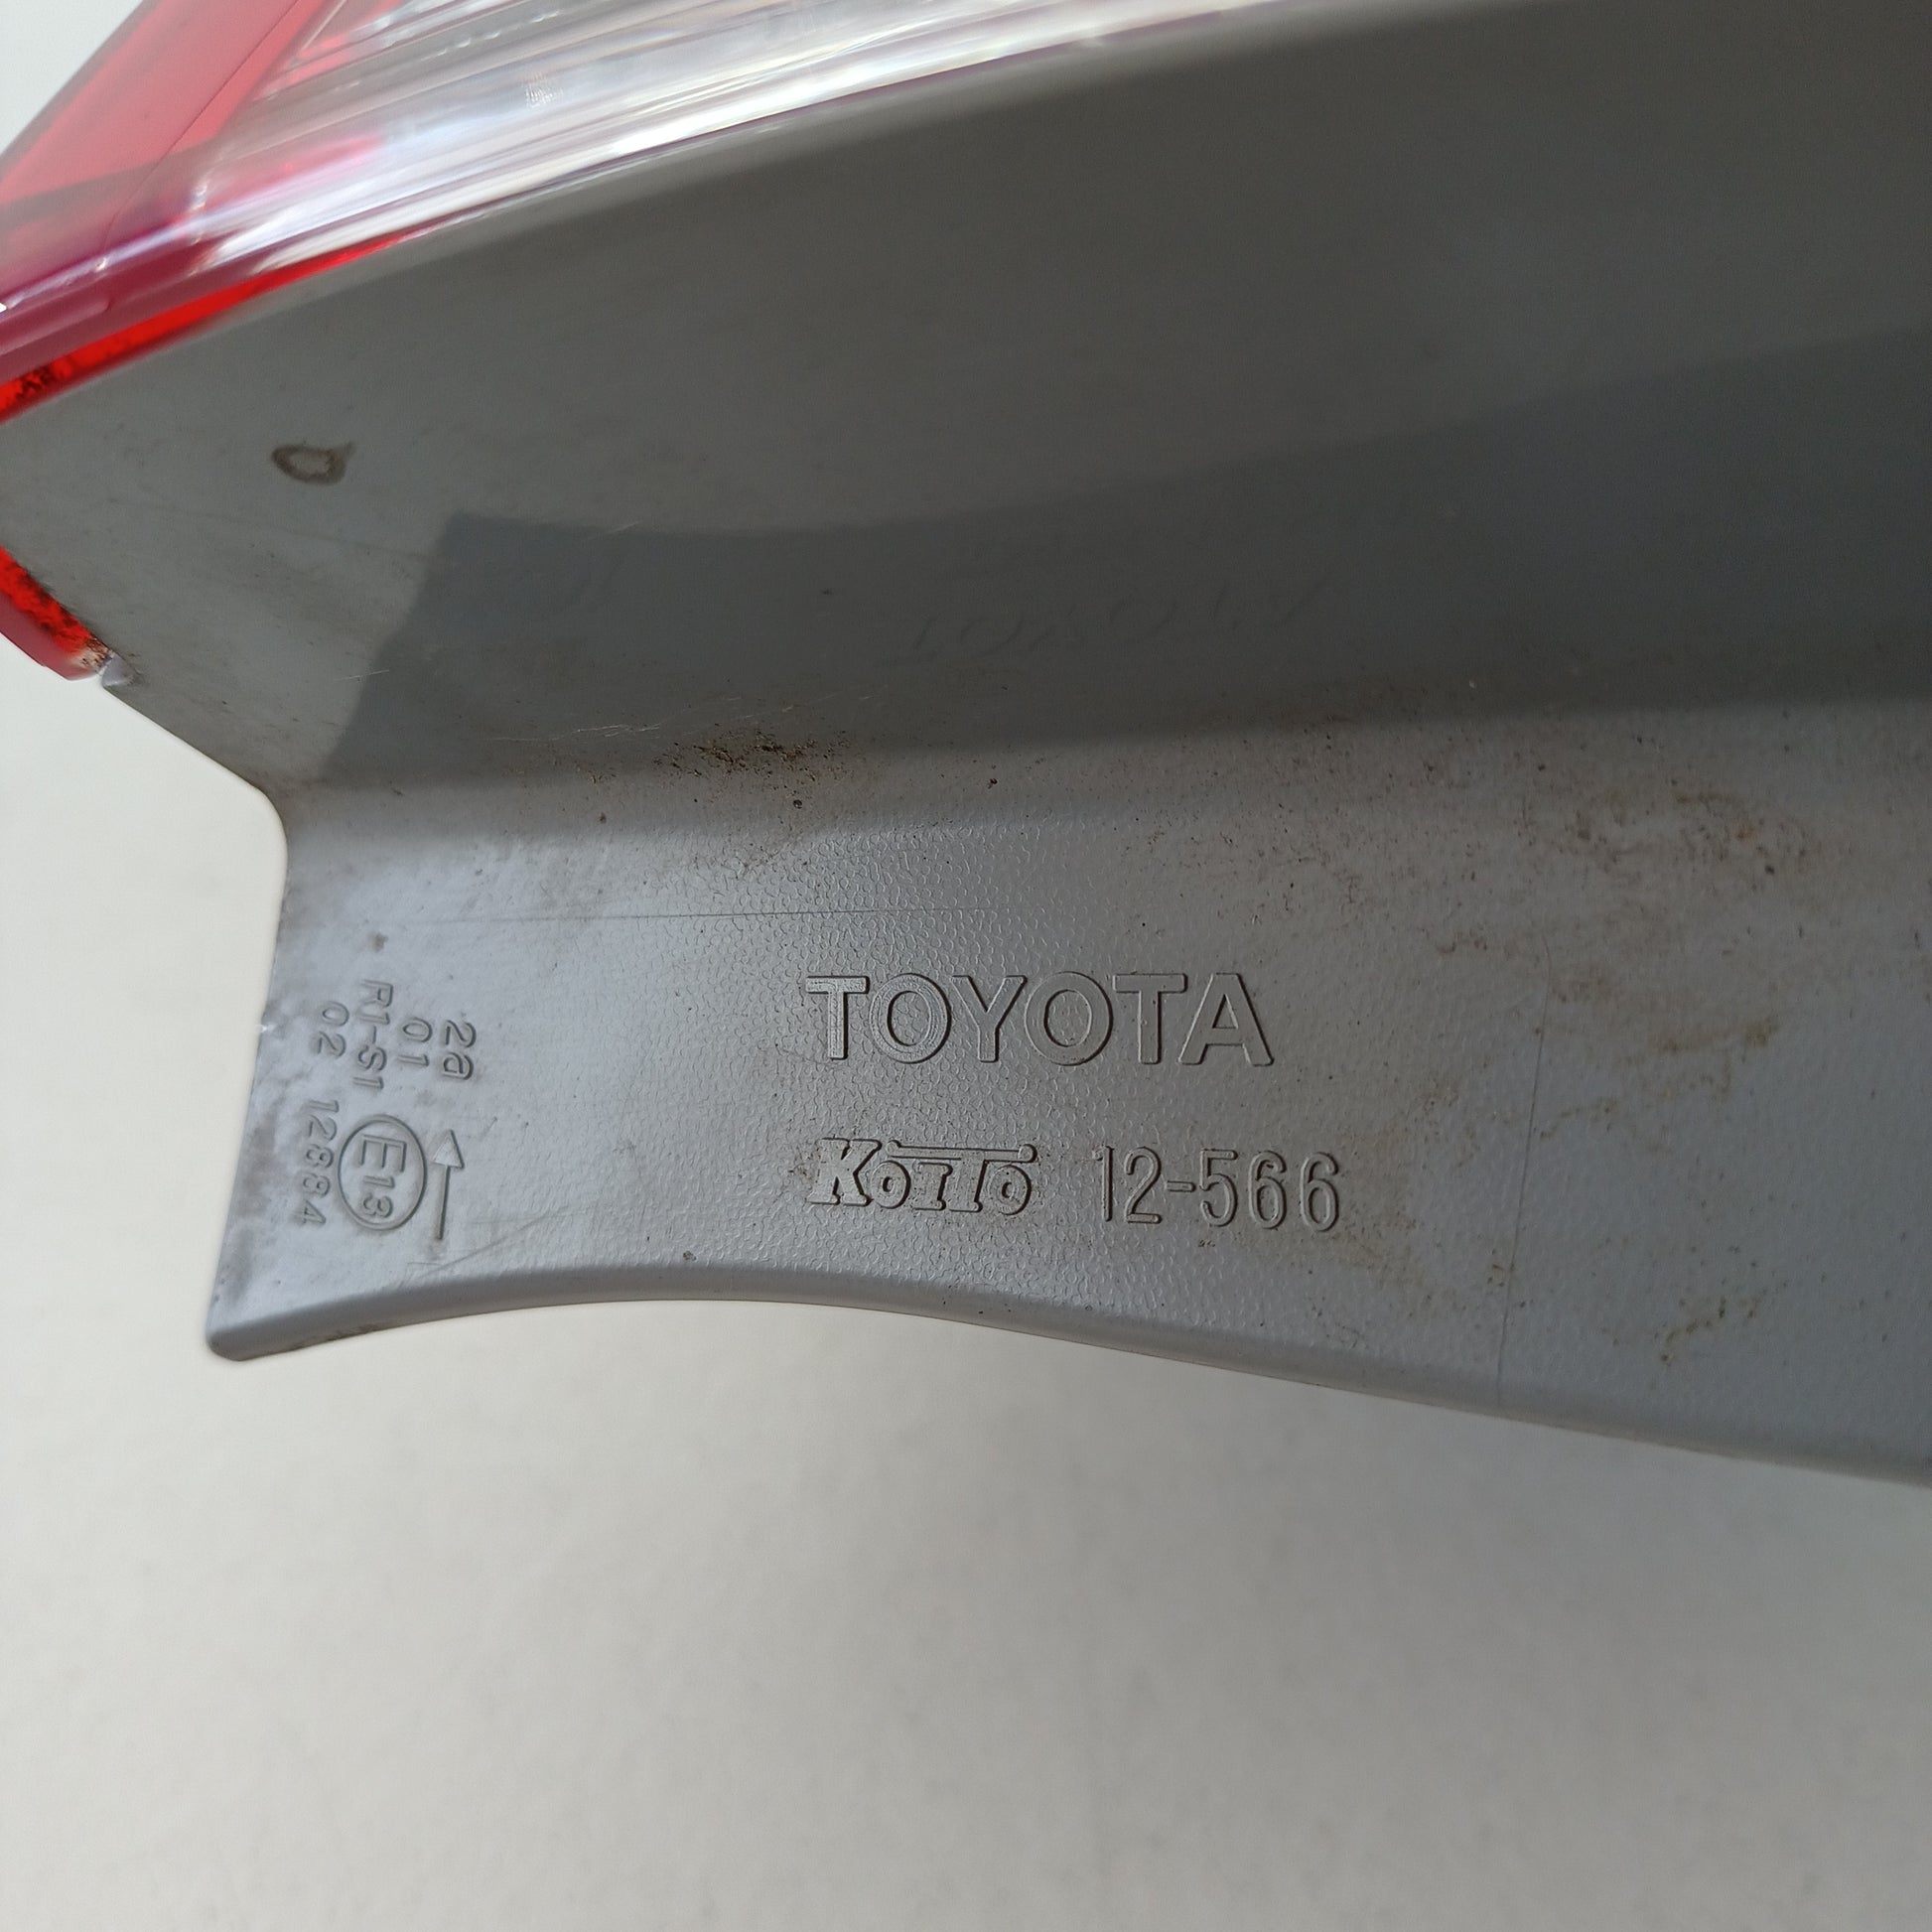 TOYOTA
KoiTo 12-566
2a
01
R1-S1
02 12884
E13